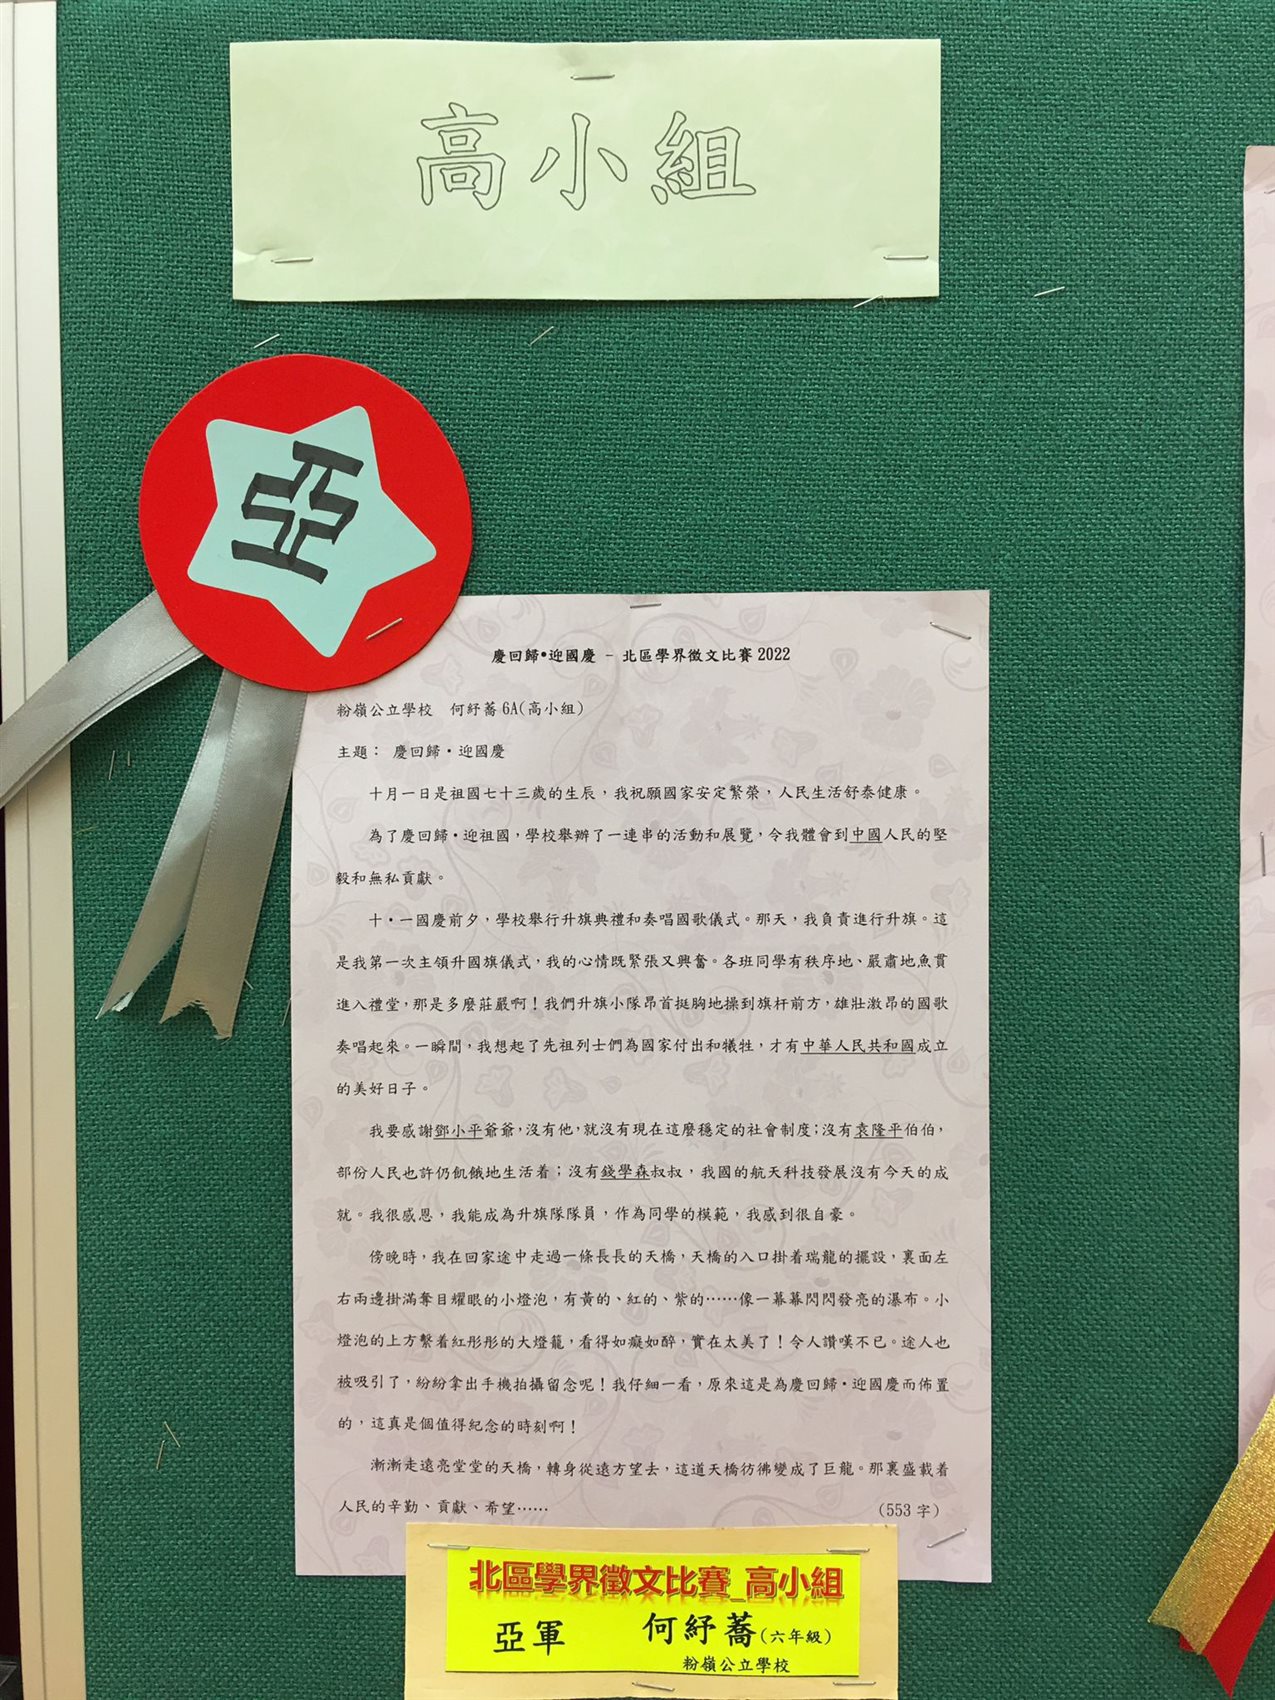 高小組
亞
慶回歸•迎國慶 - 北區學界徵文比賽 2022
粉嶺公立學校　何紓蕎 6A(高小組)
主題： 慶回歸・迎國慶
十月一日是祖國七十三歲的生辰，我祝願國家安定繁榮，人民生活舒泰健康。
為了慶回歸・迎祖國，學校舉辦了一連串的活動和展覽，令我體會到中國人民的堅
毅和無私貢獻。
十・一國慶前夕，學校舉行升旗典禮和奏唱國歌儀式。那天，我負責進行升旗。這
是我第一次主領升國旗儀式，我的心情既緊張又興奮。各班同學有秩序地、嚴肅地魚貫
進入禮堂，那是多麼莊嚴啊！我們升旗小隊昂首挺胸地操到旗杆前方，雄壯激昂的國歌
奏唱起來。一瞬間，我想起了先祖列士們為國家付出和犧牲，才有中華人民共和國成立
的美好日子。
我要感謝鄧小平爺爺，沒有他，就沒有現在這麼穩定的社會制度；沒有袁隆平伯伯，
部份人民也許仍飢餓地生活着；沒有錢學森叔叔，我國的航天科技發展沒有今天的成
就。我很感恩，我能成為升旗隊隊員，作為同學的模範，我感到很自豪。
傍晚時，我在回家途中走過一條長長的天橋，天橋的入口掛着瑞龍的擺設，裏面左
右兩邊掛滿奪目耀眼的小燈泡，有黃的、紅的、紫的……像一幕幕閃閃發亮的瀑布。小
燈泡的上方繫着紅彤彤的大燈籠，看得如癡如醉，實在太美了！令人讚嘆不已。途人也
被吸引了，紛紛拿出手機拍攝留念呢！我仔細一看，原來這是為慶回歸・迎國慶而佈置
的，這真是個值得紀念的時刻啊！
漸漸走遠亮堂堂的天橋，轉身從遠方望去，這道天橋彷彿變成了巨龍。那裏盛載着
人民的辛勤、貢獻、希望……　(553 字)
北區學界徵文比賽_高小組
亞軍　何紓蕎(六年級)
粉嶺公立學校